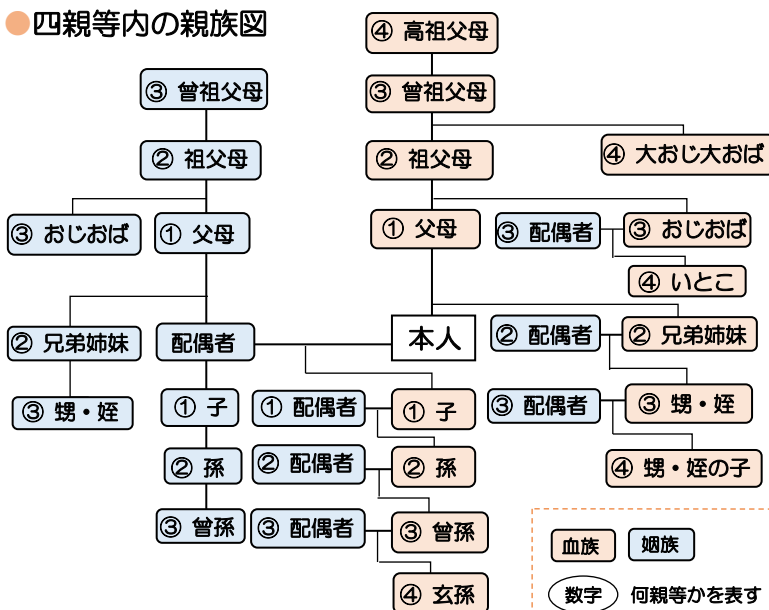 ●四親等内の親族図
④ 高祖父母
③ 曾祖父母
③ 曾祖父母
② 祖父母
② 祖父母
④ 大おじ大おば
③ おじおば
① 父母
① 父母
③ 配偶者
③ おじおば
④ いとこ
② 兄弟姉妹
配偶者
本人
② 配偶者
② 兄弟姉妹
③ 甥・姪
① 子
① 配偶者
① 子
③ 配偶者
③ 甥・姪
② 孫
② 配偶者
② 孫
④ 甥・姪の子
③ 曾孫
③ 配偶者
③ 曾孫
④ 玄孫
血族
姻族
数字
何親等かを表す